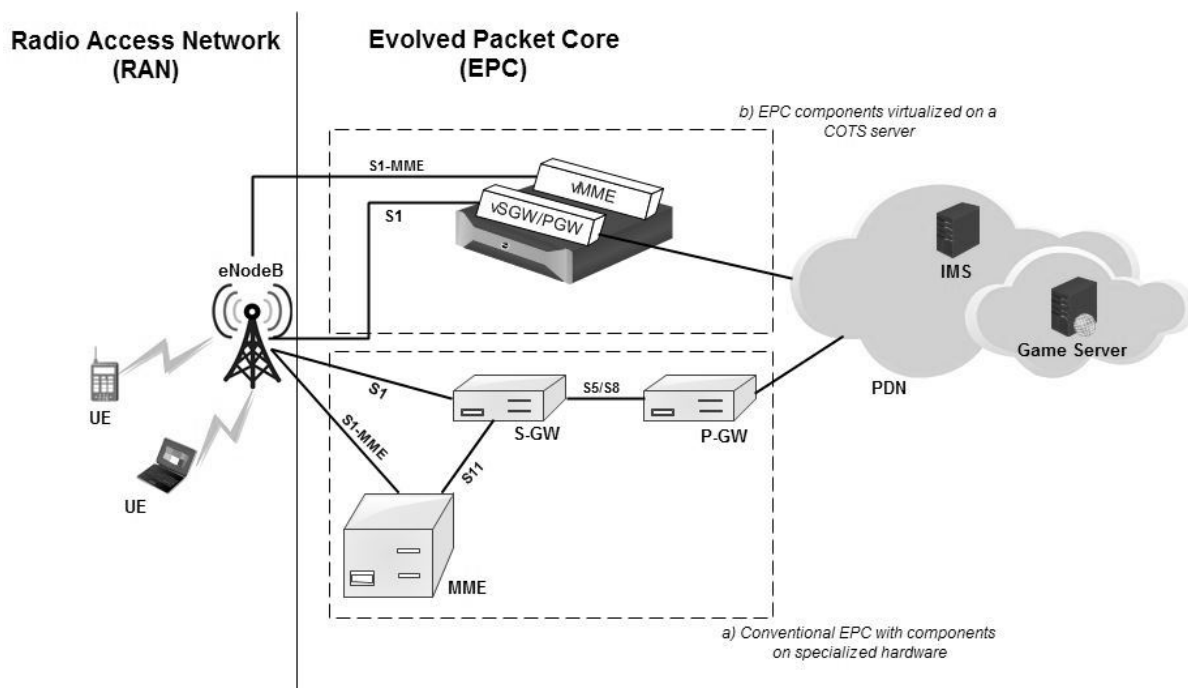 Radio Access Network
(RAN)
Evolved Packet Core
(EPC)
b) EPC components virtualized on a
COTS server
S1-MME
vMME
S1
vSGW/PGW
eNodeB
IMS
Game Server
PDN
UE
UE
S1
S5/S8
S-GW
P-GW
S1-MME
S11
MME
a) Conventional EPC with components
on specialized hardware